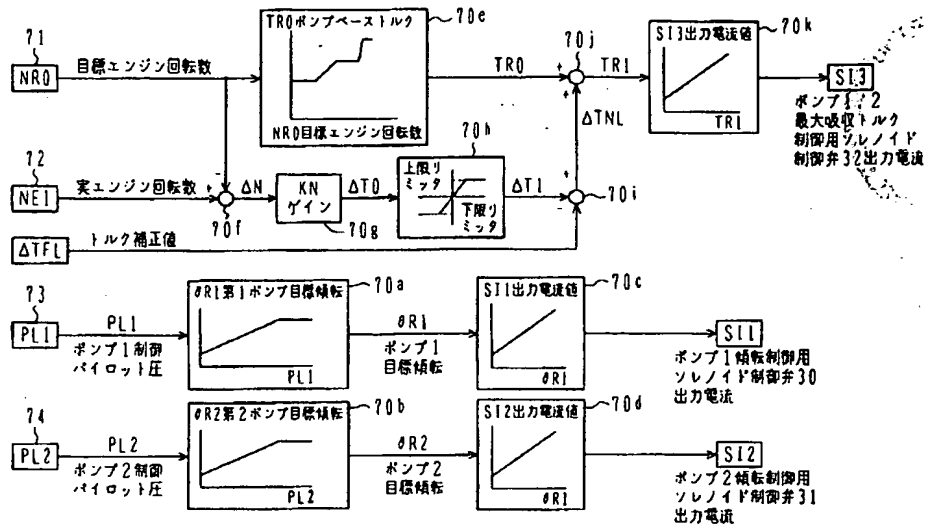 71
NR0
目標エンジン回転数
TR0ポンプベーストルク
NR0目標エンジン回転数
70e
TR0
+
+
70j
TR1
SI3出力電流値
TR1
70k
SI3
ポンプ1/2
最大吸収トルク
制御用ソレノイド
制御弁32出力電流
72
NE1
実エンジン回転数
-
+
70f
ΔN
KN
ゲイン
70g
ΔT0
上限リ
ミッタ
下限リ
ミッタ
70h
ΔT1
+
+
70i
ΔTNL
ΔTFL
トルク補正値
73
PL1
PL1
ポンプ1制御
パイロット圧
θR1第1ポンプ目標傾転
PL1
70a
θR1
ポンプ1
目標傾転
SI1出力電流値
θR1
70c
SI1
ポンプ1傾転制御用
ソレノイド制御弁30
出力電流
74
PL2
PL2
ポンプ2制御
パイロット圧
θR2第2ポンプ目標傾転
PL2
70b
θR2
ポンプ2
目標傾転
SI2出力電流値
θR1
70d
SI2
ポンプ2傾転制御用
ソレノイド制御弁31
出力電流